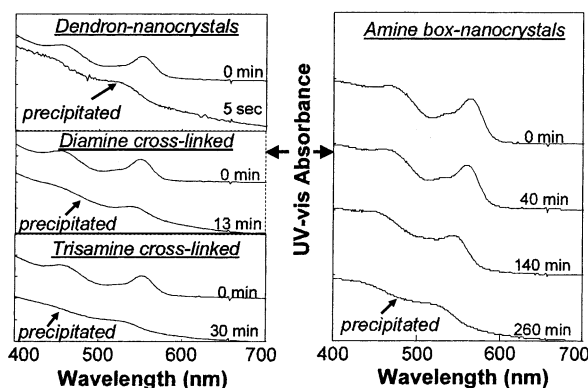 Dendron-nanocrystals
0 min
5 sec
precipitated
Diamine cross-linked
0 min
precipitated
13 min
Trisamine cross-linked
0 min
precipitated
30 min
400 500 600 700
Wavelength (nm)
UV-vis Absorbance
Amine box-nanocrystals
0 min
40 min
140 min
precipitated
260 min
400 500 600 700
Wavelength (nm)